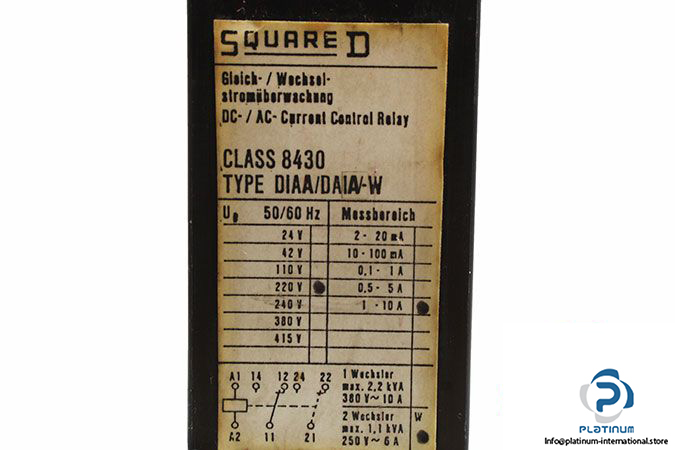 SQUARE D
Gleich- / Wechsel-
stromüberwachung
DC- / AC- Current Control Relay
CLASS 8430
TYPE DIAA/DAIA-W
Ue 50/60 Hz Messbereich
24 V 2 - 20 mA
42 V 10 - 100 mA
110 V 0,1 - 1 A
220 V 0,5 - 5 A
240 V 1 - 10 A
380 V
415 V
A1 14 12 24 22
A2 11 21
1 Wechsler
max. 2,2 kVA
380 V~ 10 A
2 Wechsler W
max. 1,1 kVA
250 V~ 6 A
PLATINUM
Info@platinum-international.store